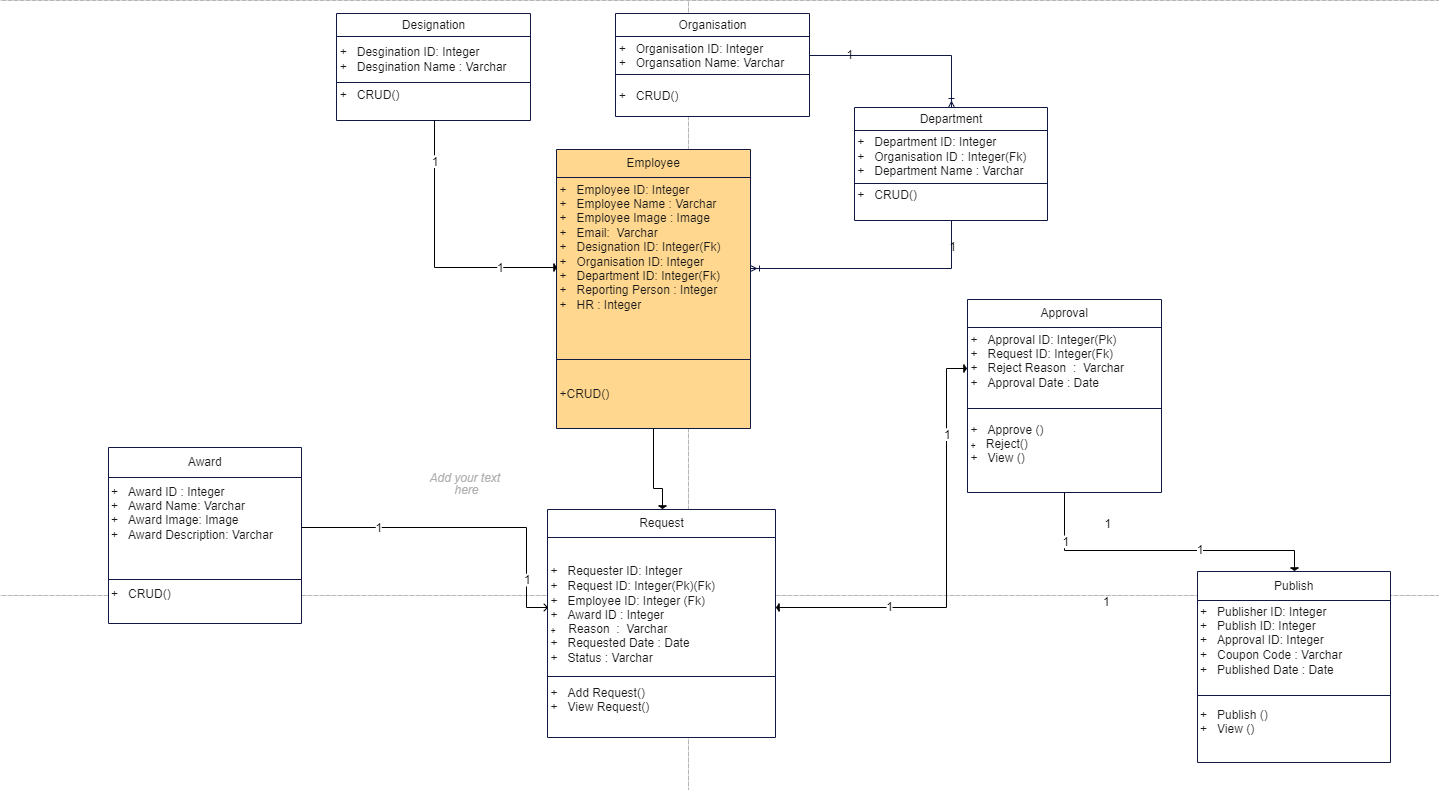 Designation
+ Desgination ID: Integer
+ Desgination Name : Varchar
+ CRUD()
Organisation
+ Organisation ID: Integer
+ Organsation Name: Varchar
+ CRUD()
1
Department
+ Department ID: Integer
+ Organisation ID : Integer(Fk)
+ Department Name : Varchar
+ CRUD()
1
1
1
Employee
+ Employee ID: Integer
+ Employee Name : Varchar
+ Employee Image : Image
+ Email: Varchar
+ Designation ID: Integer(Fk)
+ Organisation ID: Integer
+ Department ID: Integer(Fk)
+ Reporting Person : Integer
+ HR : Integer
+CRUD()
Approval
+ Approval ID: Integer(Pk)
+ Request ID: Integer(Fk)
+ Reject Reason : Varchar
+ Approval Date : Date
+ Approve ()
+ Reject()
+ View ()
1
Award
+ Award ID : Integer
+ Award Name: Varchar
+ Award Image: Image
+ Award Description: Varchar
+ CRUD()
Add your text
here
1
1
Request
+ Requester ID: Integer
+ Request ID: Integer(Pk)(Fk)
+ Employee ID: Integer (Fk)
+ Award ID : Integer
+ Reason : Varchar
+ Requested Date : Date
+ Status : Varchar
+ Add Request()
+ View Request()
1
1
1
1
1
Publish
+ Publisher ID: Integer
+ Publish ID: Integer
+ Approval ID: Integer
+ Coupon Code : Varchar
+ Published Date : Date
+ Publish ()
+ View ()